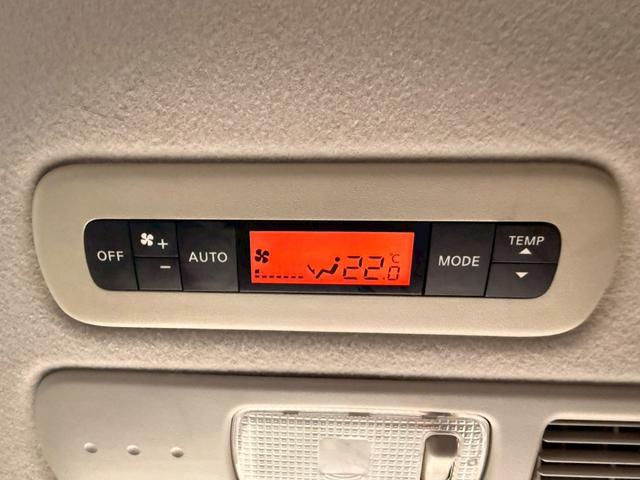 OFF
+
-
AUTO
22.0 °C
MODE
TEMP